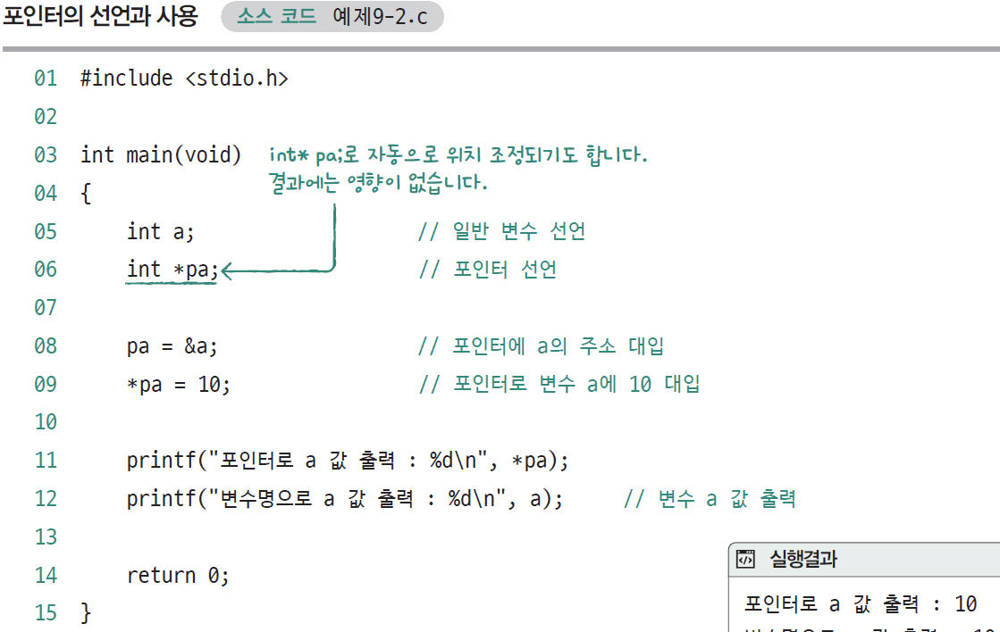 포인터의 선언과 사용 소스 코드 예제9-2.c
01 #include <stdio.h>
02
03 int main(void) int* pa;로 자동으로 위치 조정되기도 합니다.
결과에는 영향이 없습니다.
04 {
05 int a; // 일반 변수 선언
06 int *pa; // 포인터 선언
07
08 pa = &a; // 포인터에 a의 주소 대입
09 *pa = 10; // 포인터로 변수 a에 10 대입
10
11 printf("포인터로 a 값 출력 : %d\n", *pa);
12 printf("변수명으로 a 값 출력 : %d\n", a); // 변수 a 값 출력
13
14 return 0;
15 }
</> 실행결과
포인터로 a 값 출력 : 10